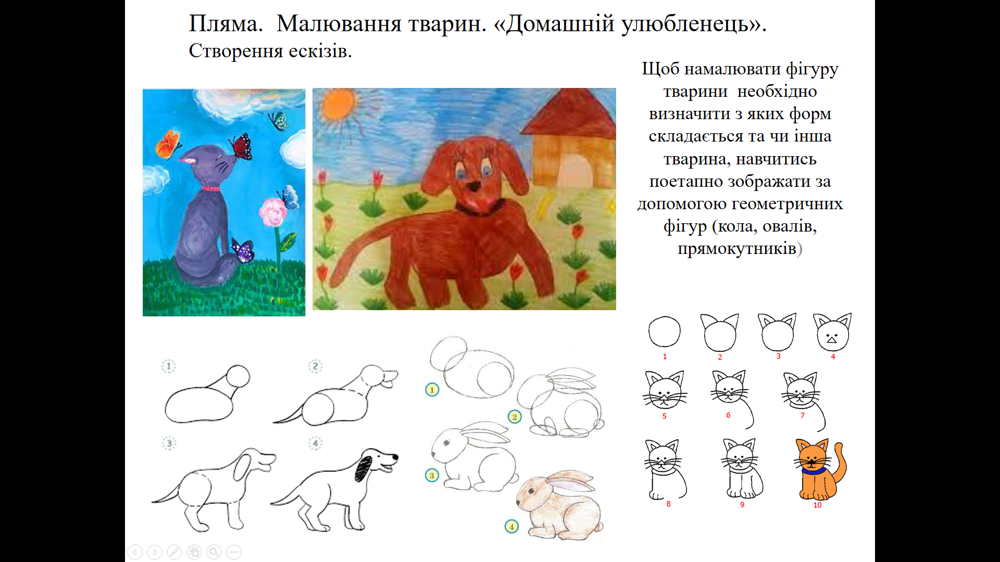 Пляма.  Малювання тварин. «Домашній улюбленець».
Створення ескізів.
Щоб намалювати фігуру
тварини  необхідно
визначити з яких форм
складається та чи інша
тварина, навчитись
поетапно зображати за
допомогою геометричних
фігур (кола, овалів,
прямокутників)
1
2
3
4
1
2
3
4
1
2
3
4
5
6
7
8
9
10